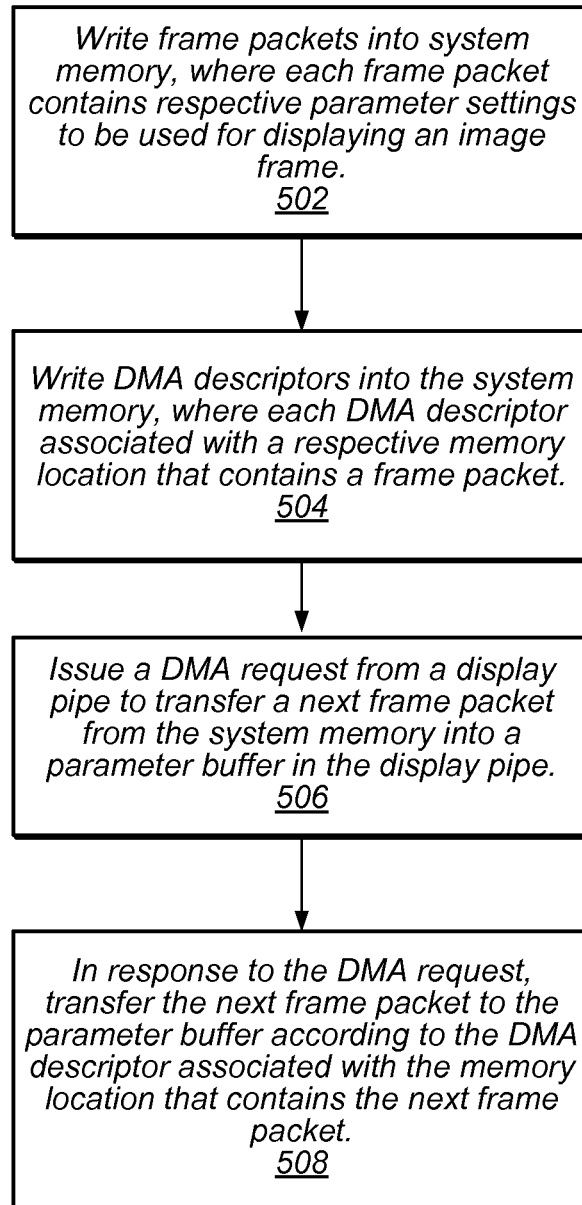 Write frame packets into system
memory, where each frame packet
contains respective parameter settings
to be used for displaying an image
frame.
502
Write DMA descriptors into the system
memory, where each DMA descriptor
associated with a respective memory
location that contains a frame packet.
504
Issue a DMA request from a display
pipe to transfer a next frame packet
from the system memory into a
parameter buffer in the display pipe.
506
In response to the DMA request,
transfer the next frame packet to the
parameter buffer according to the DMA
descriptor associated with the memory
location that contains the next frame
packet.
508